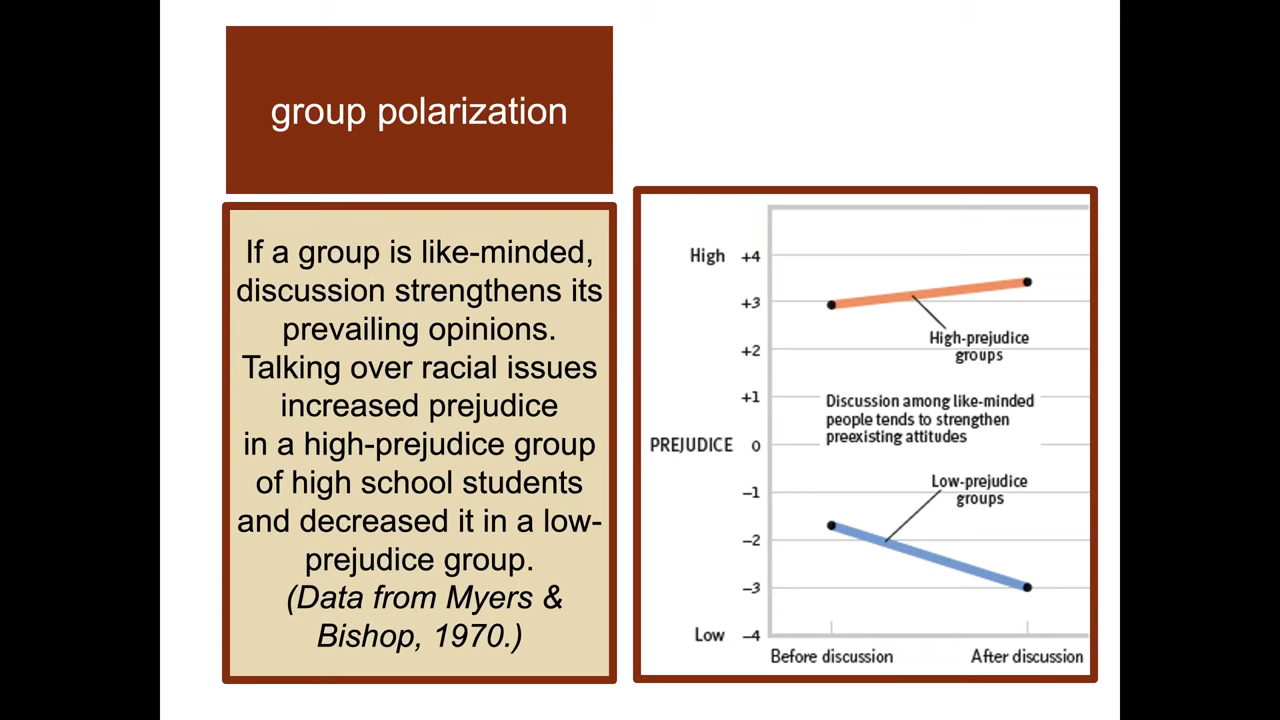 group polarization
If a group is like-minded,
discussion strengthens its
prevailing opinions.
Talking over racial issues
increased prejudice
in a high-prejudice group
of high school students
and decreased it in a low-
prejudice group.
(Data from Myers &
Bishop, 1970.)
High +4
+3
High-prejudice
groups
+2
+1
Discussion among like-minded
people tends to strengthen
preexisting attitudes
PREJUDICE 0
Low-prejudice
groups
−1
−2
−3
Low −4
Before discussion After discussion